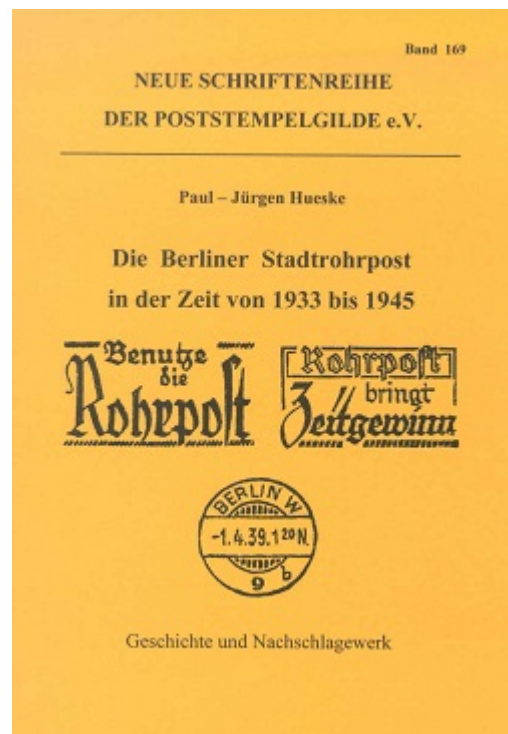 Band 169
NEUE SCHRIFTENREIHE
DER POSTSTEMPELGILDE e.V.
Paul – Jürgen Hueske
Die Berliner Stadtrohrpost
in der Zeit von 1933 bis 1945
Benutze
die
Rohrpost
Rohrpost
bringt
Zeitgewinn
BERLIN W
-1.4.39.1 20 N.
9 b
Geschichte und Nachschlagewerk